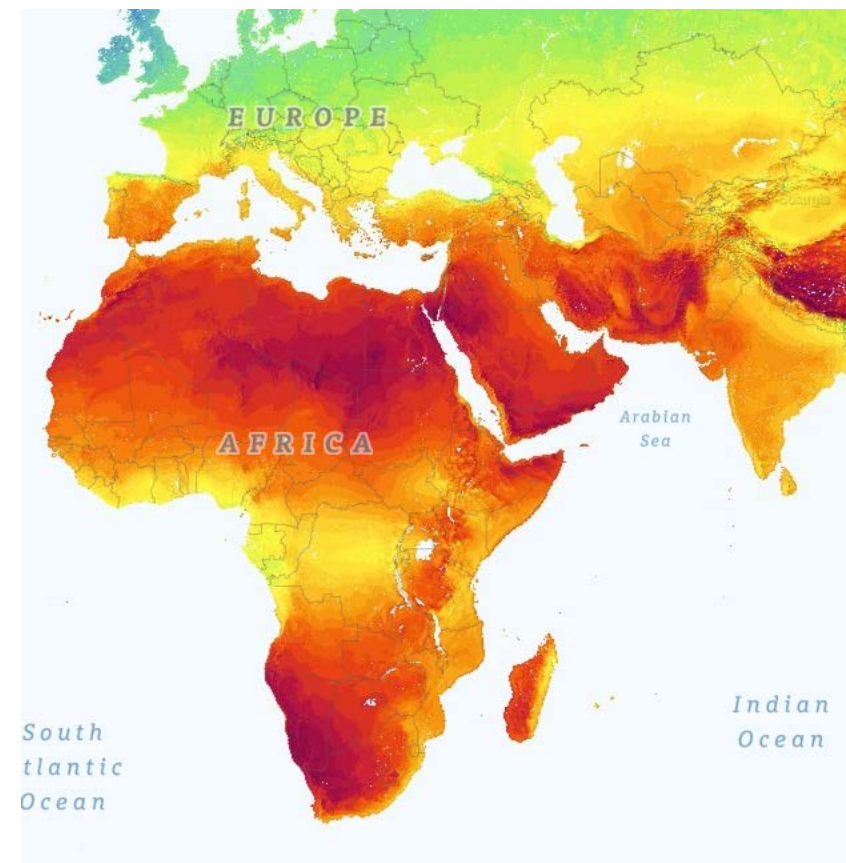 EUROPE
AFRICA
Arabian
Sea
Indian
Ocean
South
tlantic
Ocean